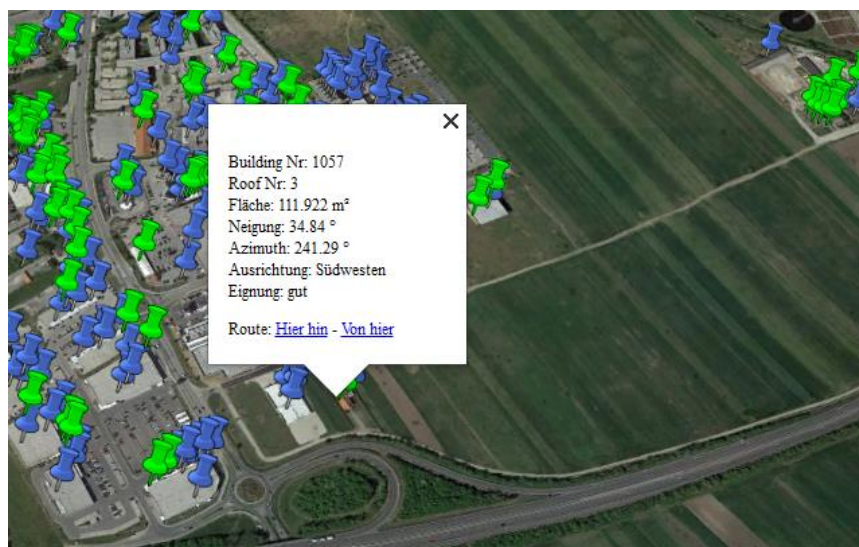 Building Nr: 1057
Roof Nr: 3
Fläche: 111.922 m²
Neigung: 34.84 °
Azimuth: 241.29 °
Ausrichtung: Südwesten
Eignung: gut
Route: Hier hin - Von hier